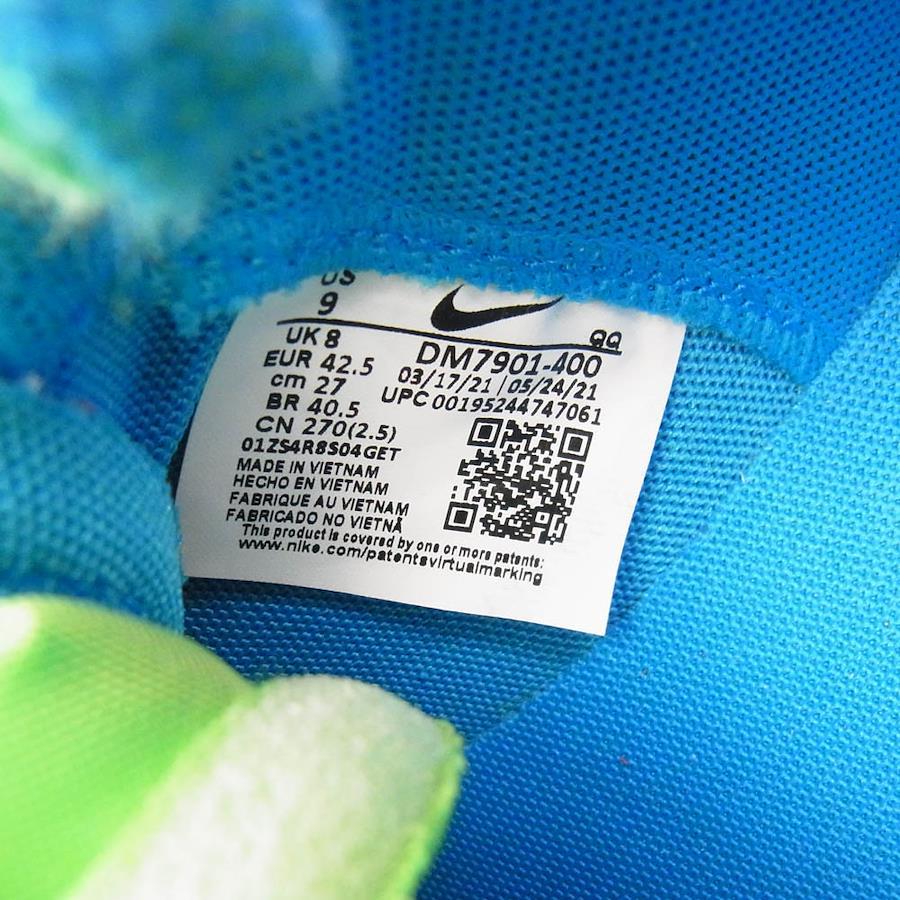 US
9
QQ
UK 8
DM7901-400
EUR 42.5
03/17/21 | 05/24/21
cm 27
UPC 00195244747061
BR 40.5
CN 270(2.5)
01ZS4R8S04GET
MADE IN VIETNAM
HECHO EN VIETNAM
FABRIQUE AU VIETNAM
FABRICADO NO VIETNÃ
This product is covered by one or more patents:
www.nike.com/patentsvirtualmarking